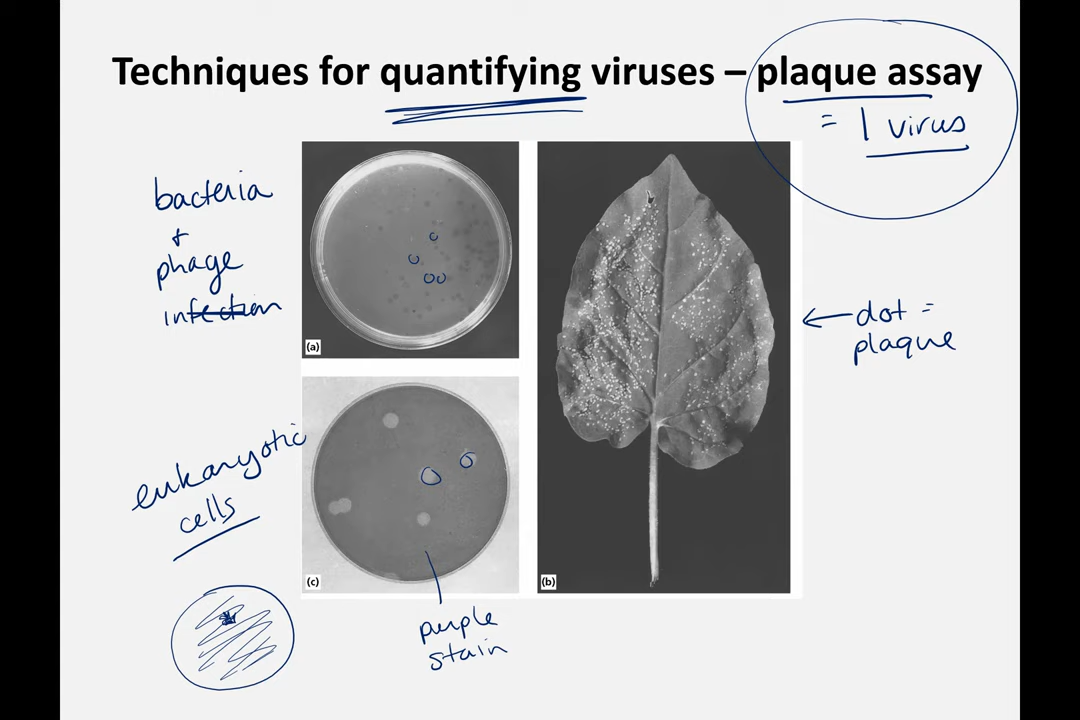 Techniques for quantifying viruses – plaque assay
= 1 virus
bacteria
+
phage
infection
(a)
← dot =
plaque
eukaryotic
cells
(c)
(b)
purple
stain